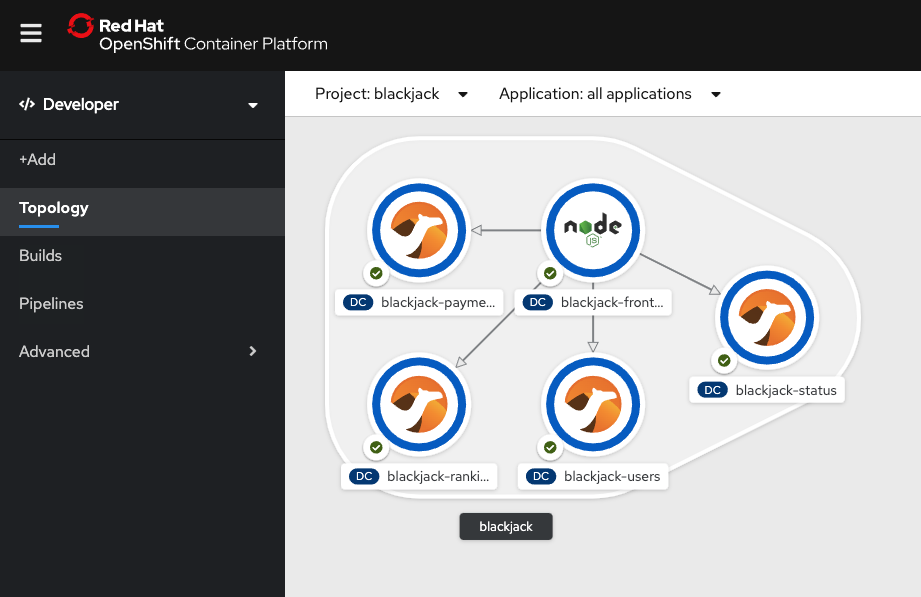 Red Hat
OpenShift Container Platform
Developer
+Add
Topology
Builds
Pipelines
Advanced
Project: blackjack
Application: all applications
node
JS
DC blackjack-payme...
DC blackjack-front...
DC blackjack-status
DC blackjack-ranki...
DC blackjack-users
blackjack